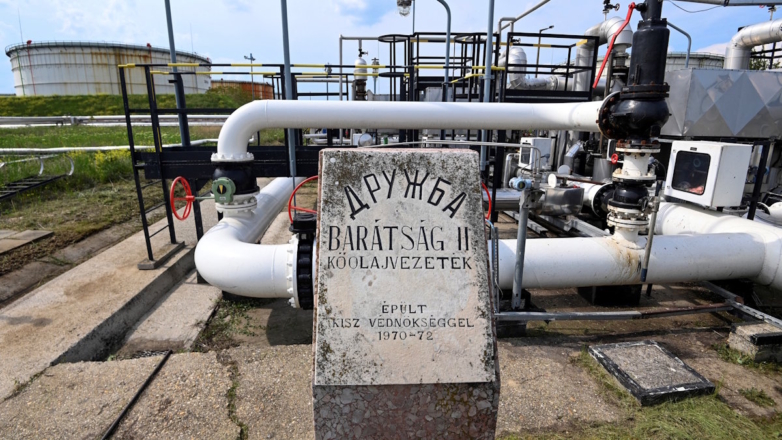 ДРУЖБА
BARÁTSÁG II
KŐOLAJVEZETÉK
ÉPÜLT
KISZ VÉDNÖKSÉGGEL
1970-72